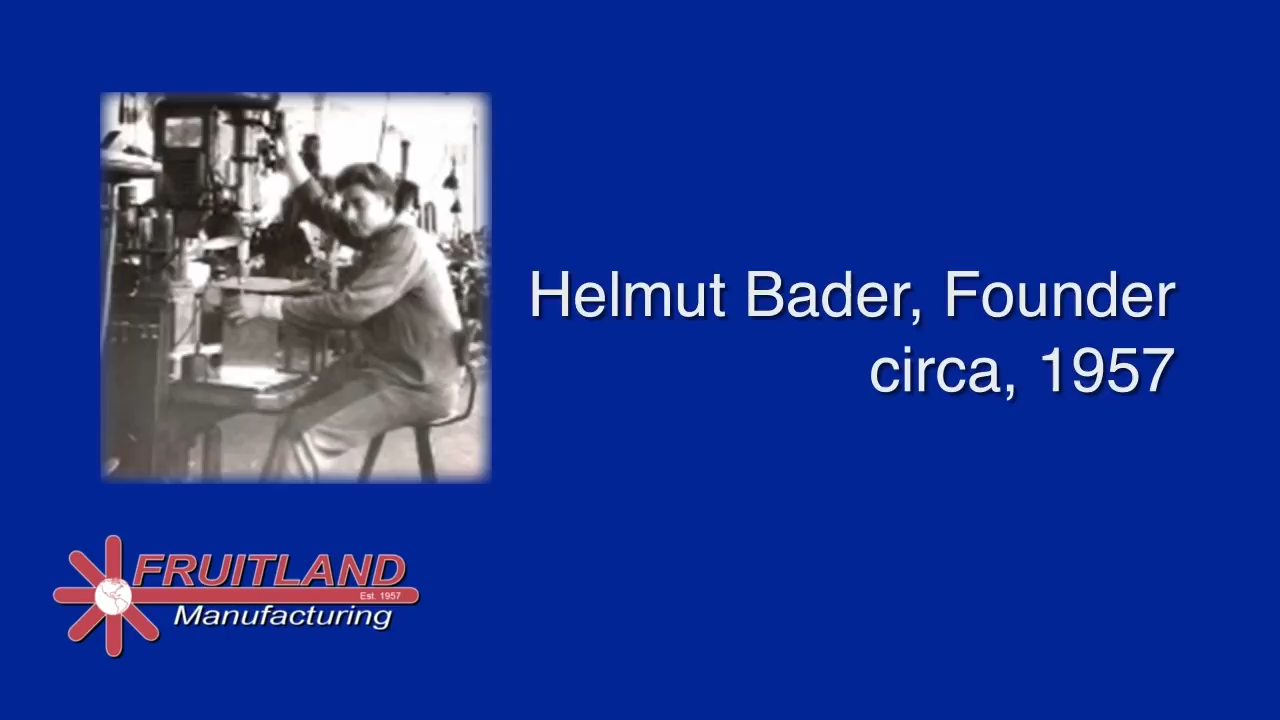 Helmut Bader, Founder
circa, 1957
FRUITLAND
Est. 1957
Manufacturing